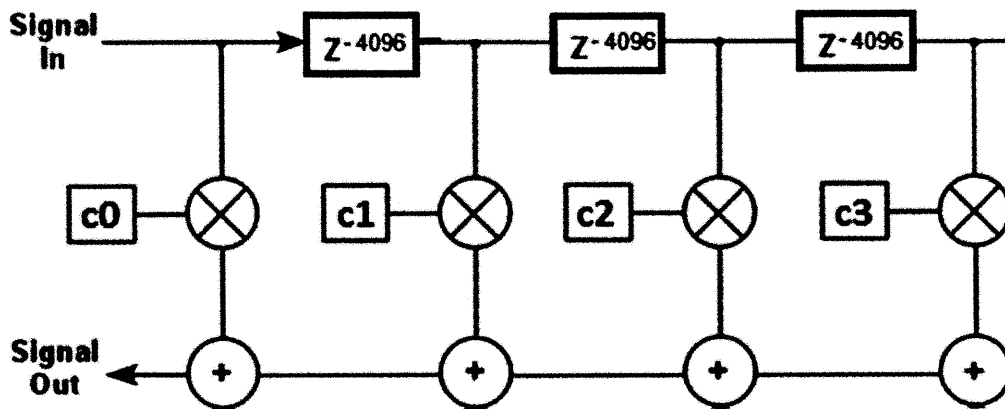 Signal
In
Z-4096
Z-4096
Z-4096
c0
c1
c2
c3
Signal
Out
+
+
+
+